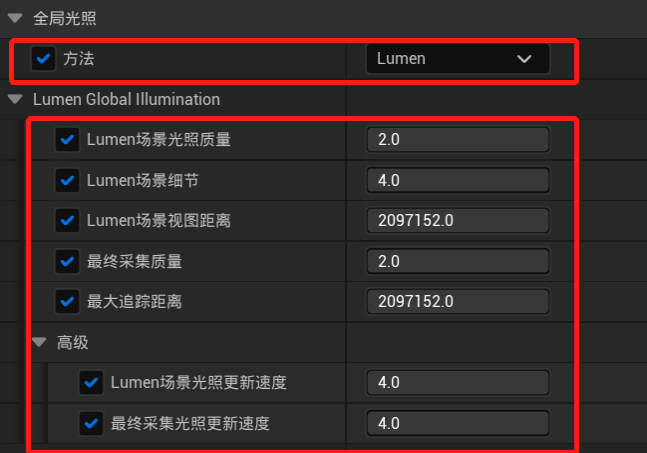 全局光照
方法 Lumen
Lumen Global Illumination
Lumen场景光照质量 2.0
Lumen场景细节 4.0
Lumen场景视图距离 2097152.0
最终采集质量 2.0
最大追踪距离 2097152.0
高级
Lumen场景光照更新速度 4.0
最终采集光照更新速度 4.0